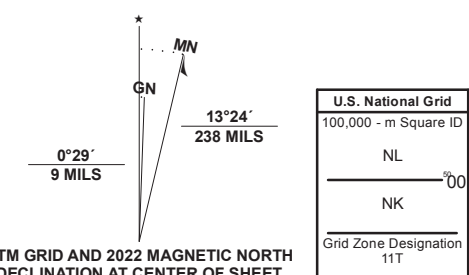 ★
MN
GN
13°24´
238 MILS
0°29´
9 MILS
TM GRID AND 2022 MAGNETIC NORTH
DECLINATION AT CENTER OF SHEET
U.S. National Grid
100,000 - m Square ID
NL
5000
NK
Grid Zone Designation
11T